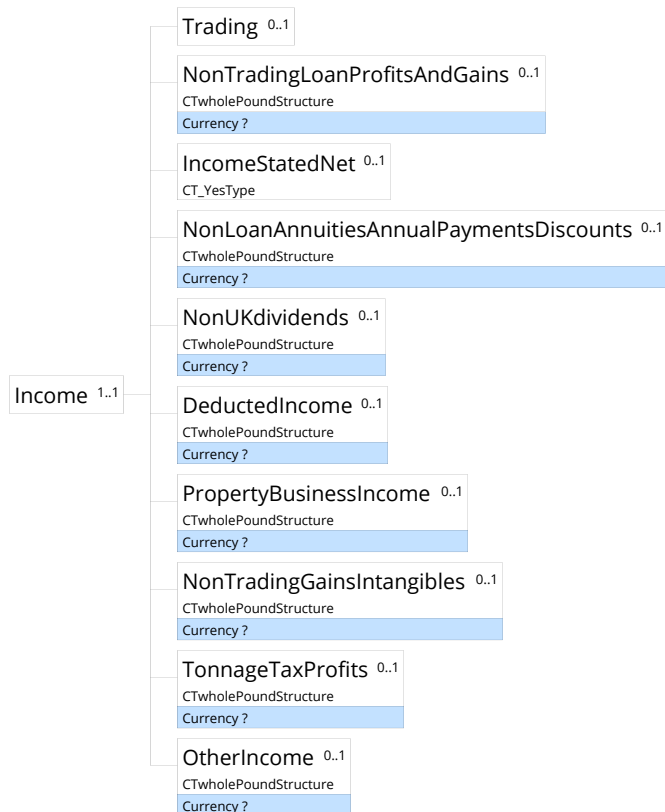 Trading 0..1
NonTradingLoanProfitsAndGains 0..1
CTwholePoundStructure
Currency ?
IncomeStatedNet 0..1
CT_YesType
NonLoanAnnuitiesAnnualPaymentsDiscounts 0..1
CTwholePoundStructure
Currency ?
NonUKdividends 0..1
CTwholePoundStructure
Currency ?
Income 1..1
DeductedIncome 0..1
CTwholePoundStructure
Currency ?
PropertyBusinessIncome 0..1
CTwholePoundStructure
Currency ?
NonTradingGainsIntangibles 0..1
CTwholePoundStructure
Currency ?
TonnageTaxProfits 0..1
CTwholePoundStructure
Currency ?
OtherIncome 0..1
CTwholePoundStructure
Currency ?